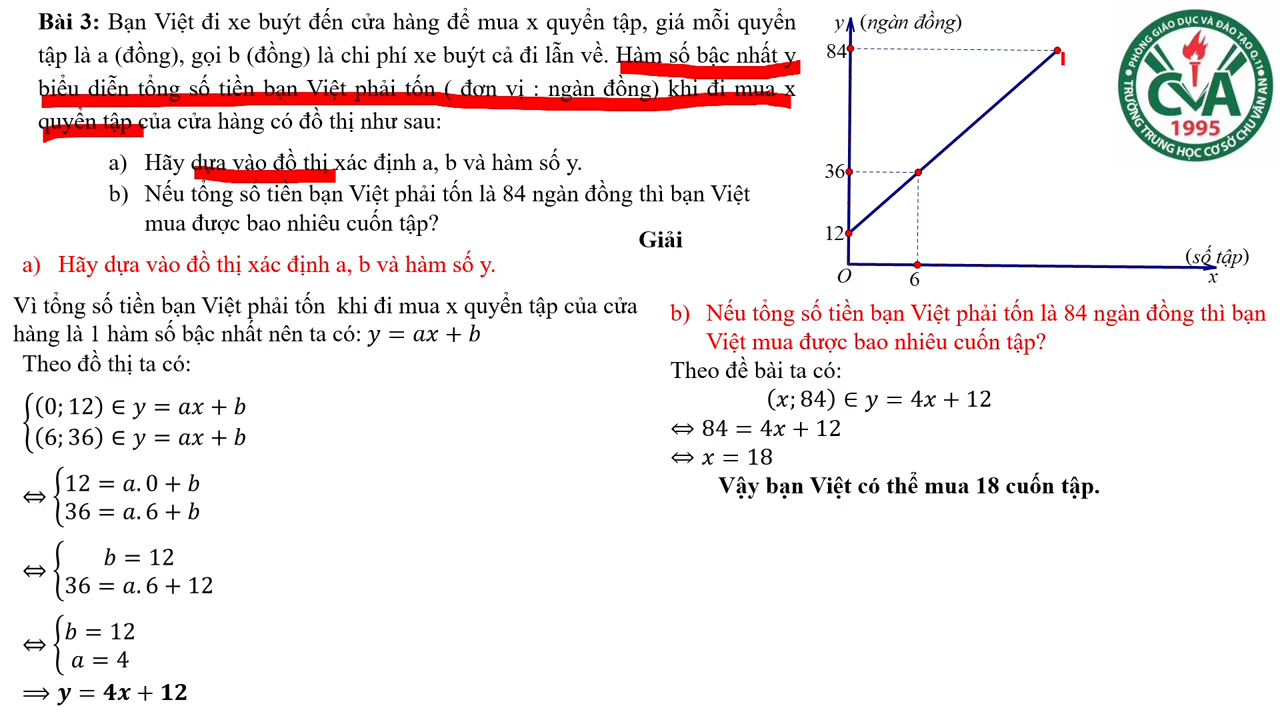 Bài 3: Bạn Việt đi xe buýt đến cửa hàng để mua x quyển tập, giá mỗi quyển
tập là a (đồng), gọi b (đồng) là chi phí xe buýt cả đi lẫn về. Hàm số bậc nhất y
biểu diễn tổng số tiền bạn Việt phải tốn ( đơn vị : ngàn đồng) khi đi mua x
quyển tập của cửa hàng có đồ thị như sau:
a) Hãy dựa vào đồ thị xác định a, b và hàm số y.
b) Nếu tổng số tiền bạn Việt phải tốn là 84 ngàn đồng thì bạn Việt
mua được bao nhiêu cuốn tập?
y (ngàn đồng)
84
36
12
O
6
(số tập)
x
PHÒNG GIÁO DỤC VÀ ĐÀO TẠO Q.11
CVA
1995
TRƯỜNG TRUNG HỌC CƠ SỞ CHU VĂN AN
Giải
a) Hãy dựa vào đồ thị xác định a, b và hàm số y.
Vì tổng số tiền bạn Việt phải tốn khi đi mua x quyển tập của cửa
hàng là 1 hàm số bậc nhất nên ta có: y = ax + b
Theo đồ thị ta có:
{(0; 12) ∈ y = ax + b
(6; 36) ∈ y = ax + b
⇔ {12 = a. 0 + b
36 = a. 6 + b
⇔ {b = 12
36 = a. 6 + 12
⇔ {b = 12
a = 4
⟹ y = 4x + 12
b) Nếu tổng số tiền bạn Việt phải tốn là 84 ngàn đồng thì bạn
Việt mua được bao nhiêu cuốn tập?
Theo đề bài ta có:
(x; 84) ∈ y = 4x + 12
⇔ 84 = 4x + 12
⇔ x = 18
Vậy bạn Việt có thể mua 18 cuốn tập.